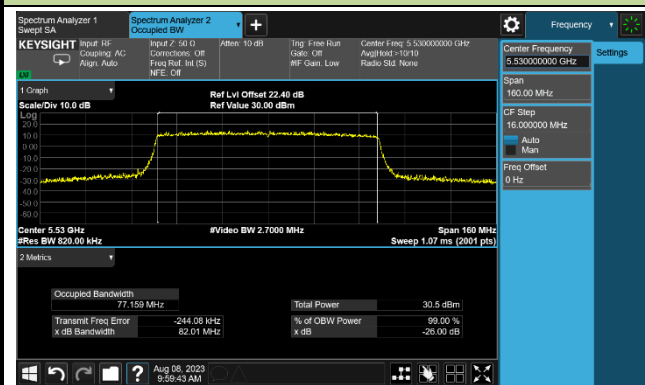 Spectrum Analyzer 1
Swept SA
Spectrum Analyzer 2
Occupied BW
+
Frequency
KEYSIGHT
Input: RF
Coupling: AC
Align: Auto
Input Z: 50 Ω
Corrections: Off
Freq Ref: Int (S)
NFE: Off
Atten: 10 dB
Trig: Free Run
Gate: Off
#IF Gain: Low
Center Freq: 5.530000000 GHz
Avg|Hold:>10/10
Radio Std: None
Center Frequency
5.530000000 GHz
Settings
Span
160.00 MHz
CF Step
16.000000 MHz
Auto
Man
Freq Offset
0 Hz
1 Graph
Ref Lvl Offset 22.40 dB
Scale/Div 10.0 dB
Ref Value 30.00 dBm
Log
20.0
10.0
0.00
-10.0
-20.0
-30.0
-40.0
-50.0
-60.0
Center 5.53 GHz
#Video BW 2.7000 MHz
Span 160 MHz
#Res BW 820.00 kHz
Sweep 1.07 ms (2001 pts)
2 Metrics
Occupied Bandwidth
77.159 MHz
Total Power
30.5 dBm
Transmit Freq Error
-244.08 kHz
% of OBW Power
99.00 %
x dB Bandwidth
82.01 MHz
x dB
-26.00 dB
?
Aug 08, 2023
9:59:43 AM